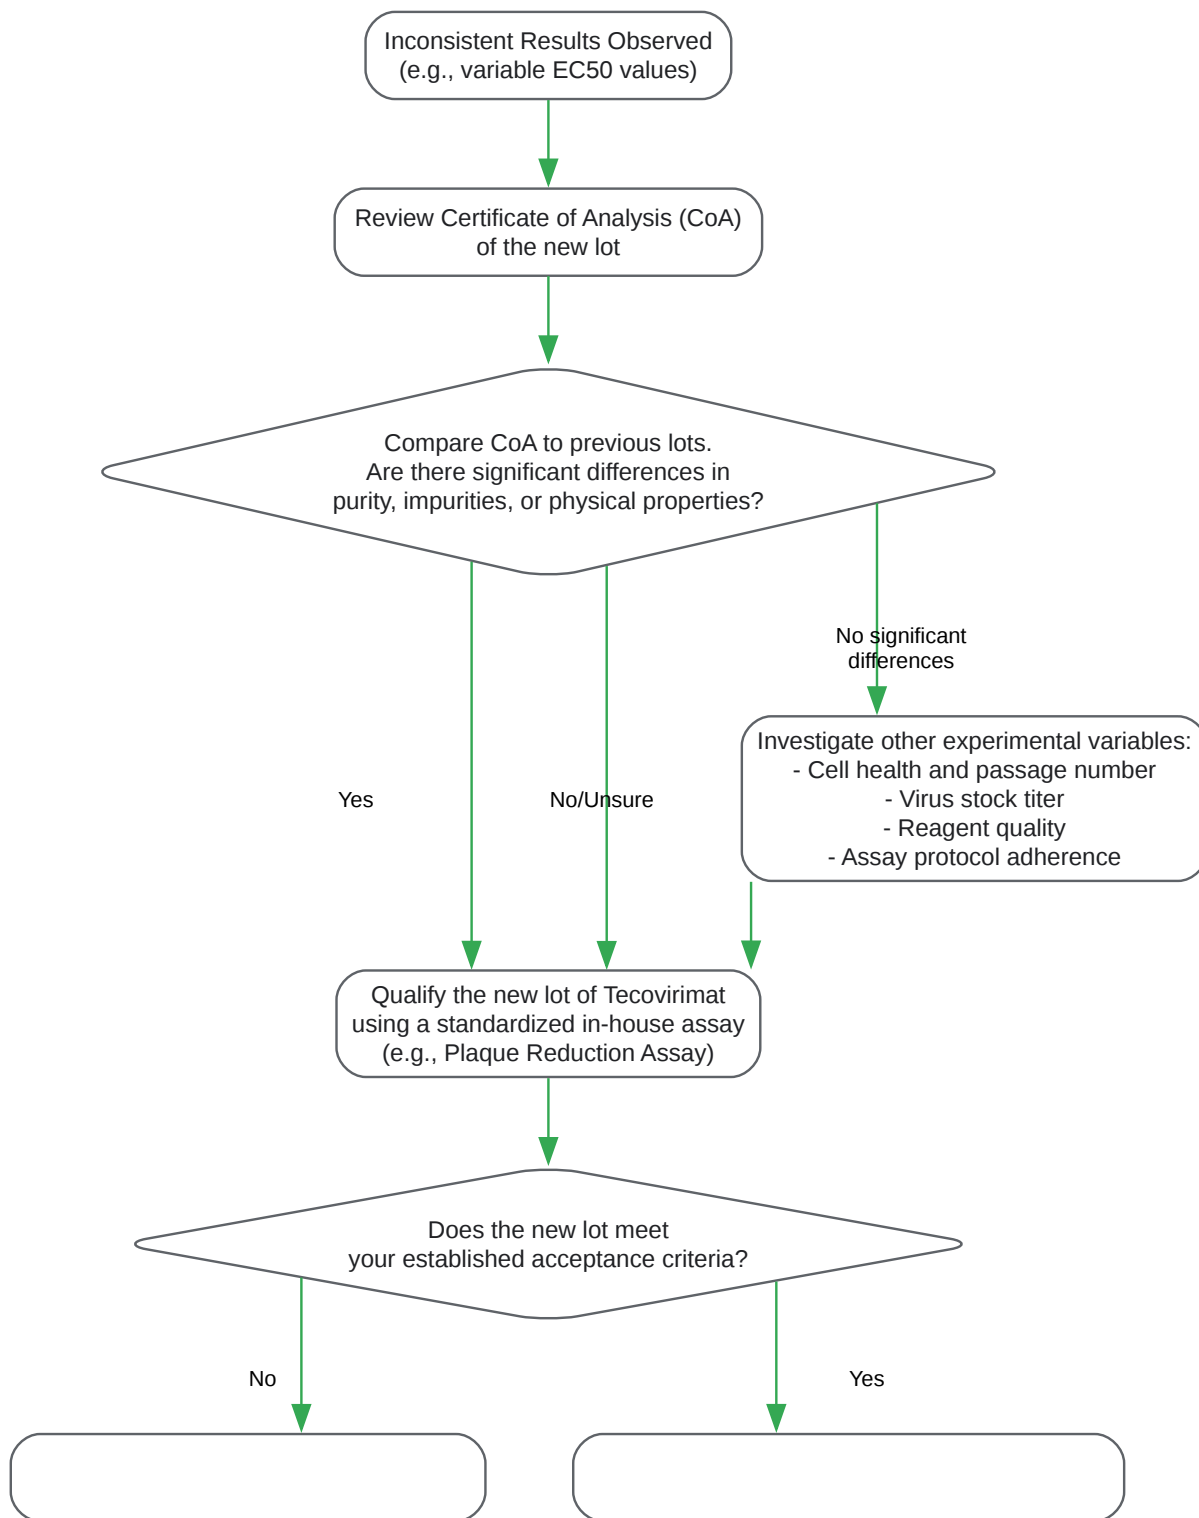 Inconsistent Results Observed
(e.g., variable EC50 values)
Review Certificate of Analysis (CoA)
of the new lot
Compare CoA to previous lots.
Are there significant differences in
purity, impurities, or physical properties?
No significant
differences
Investigate other experimental variables:
- Cell health and passage number
- Virus stock titer
- Reagent quality
- Assay protocol adherence
Yes
No/Unsure
Qualify the new lot of Tecovirimat
using a standardized in-house assay
(e.g., Plaque Reduction Assay)
Does the new lot meet
your established acceptance criteria?
No
Yes